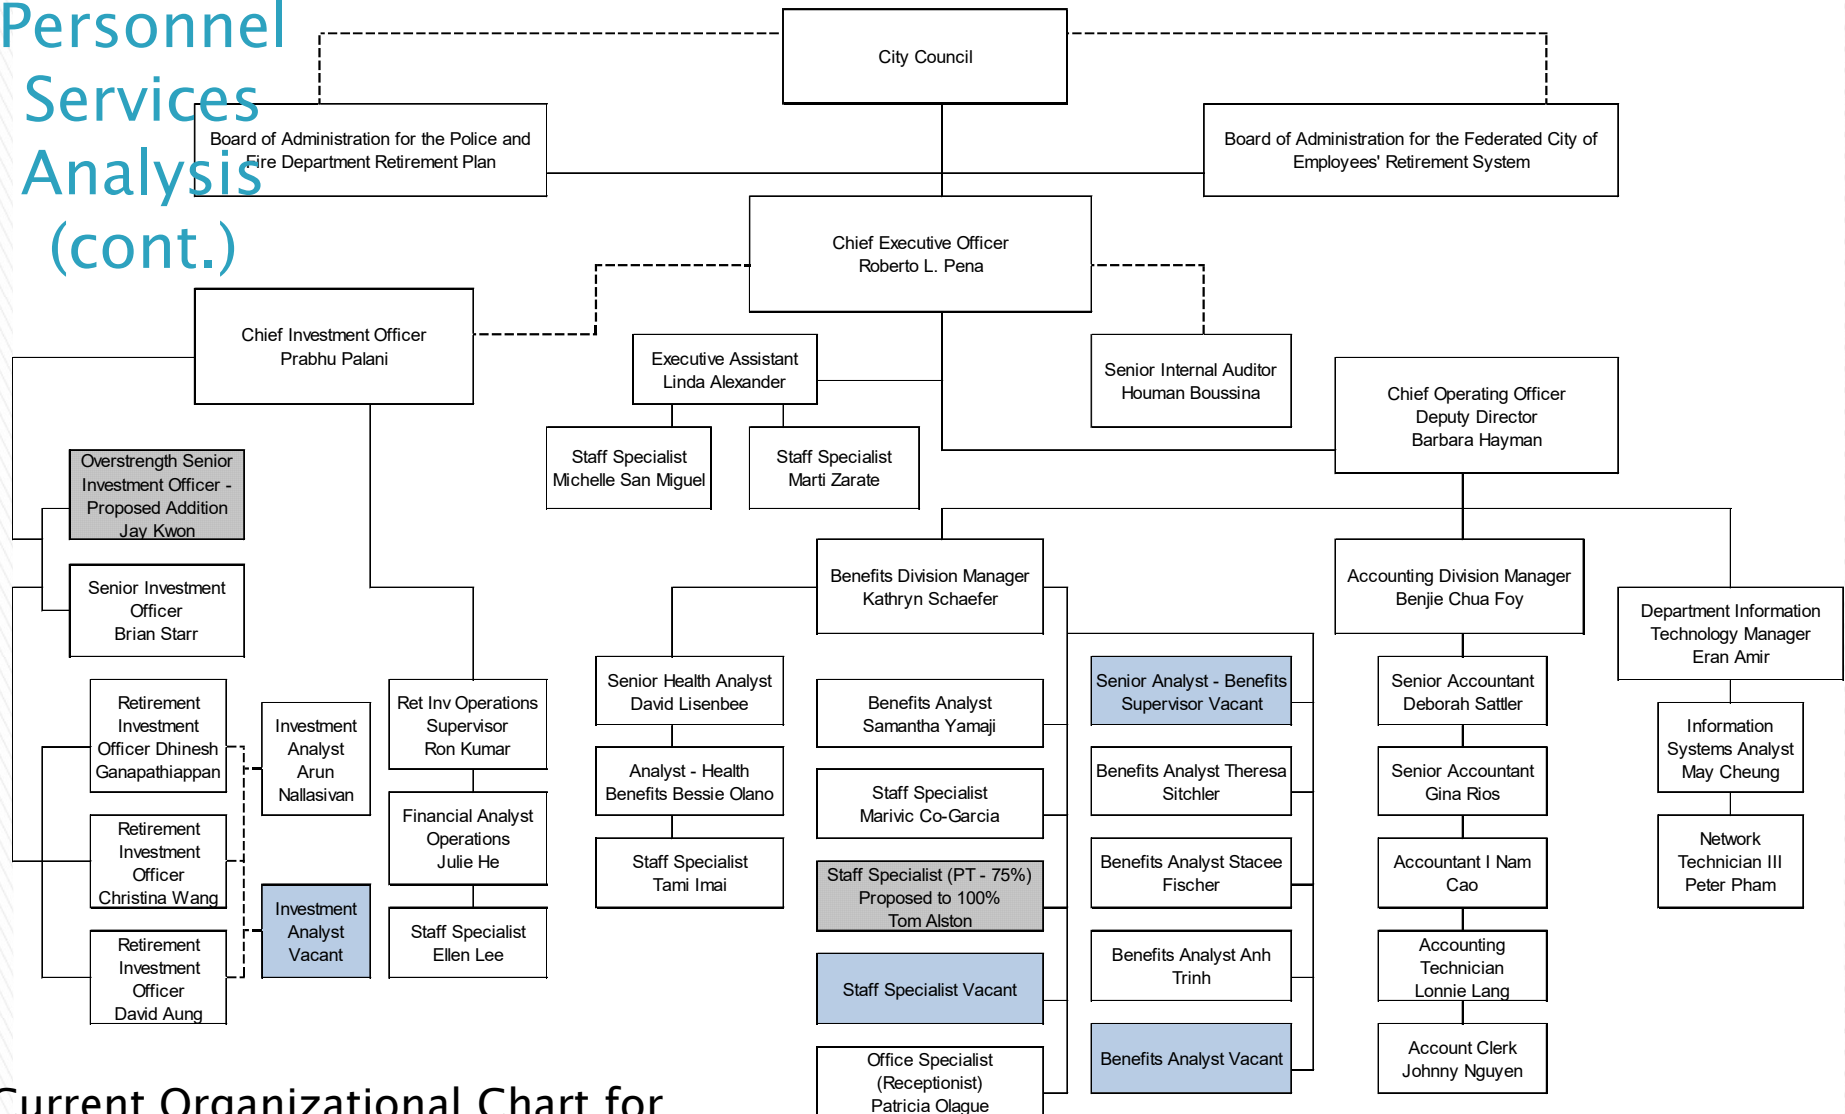 Personnel
Services
Analysis
(cont.)
City Council
Board of Administration for the Police and
Fire Department Retirement Plan
Board of Administration for the Federated City of
Employees' Retirement System
Chief Executive Officer
Roberto L. Pena
Chief Investment Officer
Prabhu Palani
Executive Assistant
Linda Alexander
Senior Internal Auditor
Houman Boussina
Chief Operating Officer
Deputy Director
Barbara Hayman
Staff Specialist
Michelle San Miguel
Staff Specialist
Marti Zarate
Overstrength Senior
Investment Officer -
Proposed Addition
Jay Kwon
Senior Investment
Officer
Brian Starr
Retirement
Investment
Officer Dhinesh
Ganapathiappan
Retirement
Investment
Officer
Christina Wang
Retirement
Investment
Officer
David Aung
Investment
Analyst
Arun
Nallasivan
Investment
Analyst
Vacant
Ret Inv Operations
Supervisor
Ron Kumar
Financial Analyst
Operations
Julie He
Staff Specialist
Ellen Lee
Benefits Division Manager
Kathryn Schaefer
Senior Health Analyst
David Lisenbee
Analyst - Health
Benefits Bessie Olano
Staff Specialist
Tami Imai
Benefits Analyst
Samantha Yamaji
Staff Specialist
Marivic Co-Garcia
Staff Specialist (PT - 75%)
Proposed to 100%
Tom Alston
Staff Specialist Vacant
Office Specialist
(Receptionist)
Patricia Olague
Senior Analyst - Benefits
Supervisor Vacant
Benefits Analyst Theresa
Sitchler
Benefits Analyst Stacee
Fischer
Benefits Analyst Anh
Trinh
Benefits Analyst Vacant
Accounting Division Manager
Benjie Chua Foy
Senior Accountant
Deborah Sattler
Senior Accountant
Gina Rios
Accountant I Nam
Cao
Accounting
Technician
Lonnie Lang
Account Clerk
Johnny Nguyen
Department Information
Technology Manager
Eran Amir
Information
Systems Analyst
May Cheung
Network
Technician III
Peter Pham
Current Organizational Chart for